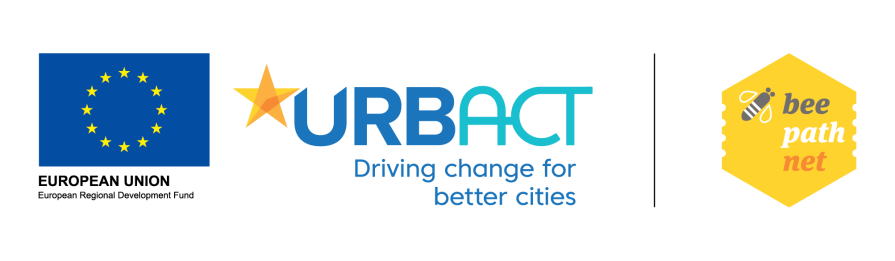 EUROPEAN UNION
European Regional Development Fund
URBACT
Driving change for
better cities
bee
path
net